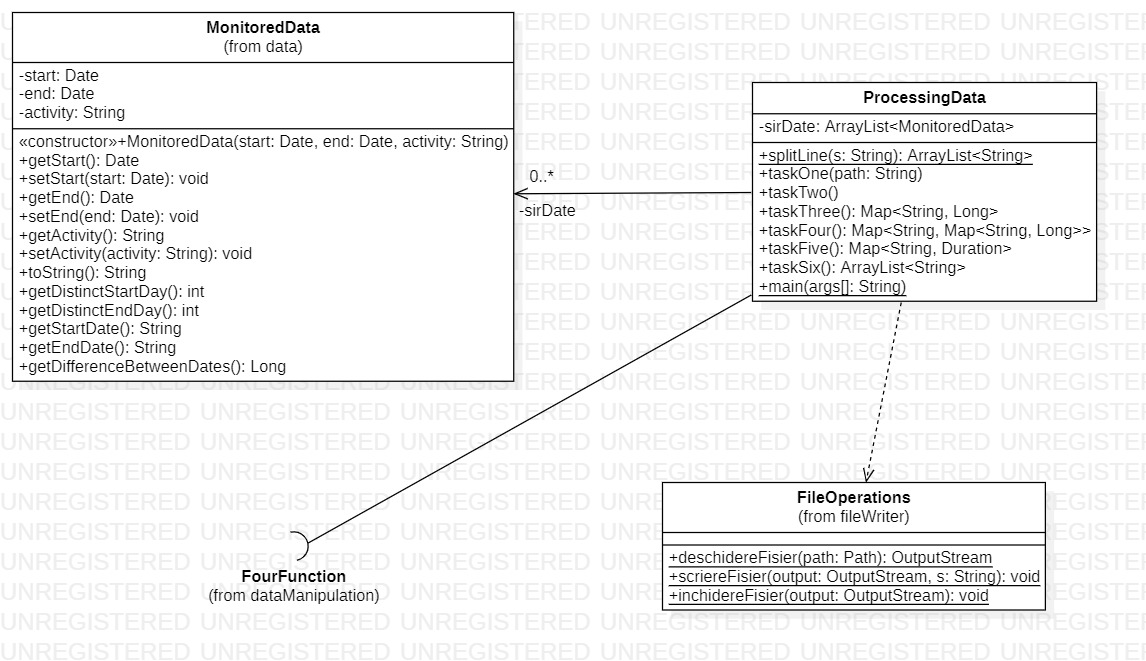 MonitoredData
(from data)
-start: Date
-end: Date
-activity: String
«constructor»+MonitoredData(start: Date, end: Date, activity: String)
+getStart(): Date
+setStart(start: Date): void
+getEnd(): Date
+setEnd(end: Date): void
+getActivity(): String
+setActivity(activity: String): void
+toString(): String
+getDistinctStartDay(): int
+getDistinctEndDay(): int
+getStartDate(): String
+getEndDate(): String
+getDifferenceBetweenDates(): Long
0..*
-sirDate
ProcessingData
-sirDate: ArrayList<MonitoredData>
+splitLine(s: String): ArrayList<String>
+taskOne(path: String)
+taskTwo()
+taskThree(): Map<String, Long>
+taskFour(): Map<String, Map<String, Long>>
+taskFive(): Map<String, Duration>
+taskSix(): ArrayList<String>
+main(args[]: String)
FourFunction
(from dataManipulation)
FileOperations
(from fileWriter)
+deschidereFisier(path: Path): OutputStream
+scriereFisier(output: OutputStream, s: String): void
+inchidereFisier(output: OutputStream): void
UNREGISTERED UNREGISTERED UNREGISTERED UNREGISTERED UNREGISTERED